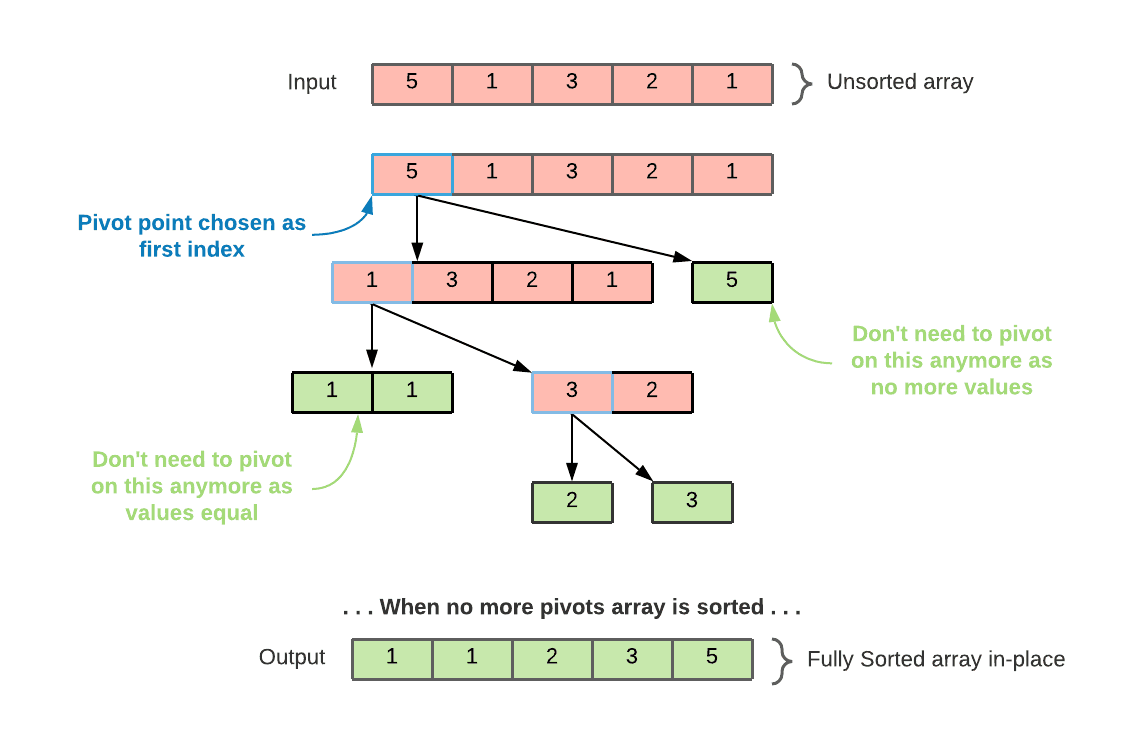 Input 5 1 3 2 1 Unsorted array
5 1 3 2 1
Pivot point chosen as
first index
1 3 2 1 5
Don't need to pivot
on this anymore as
no more values
1 1 3 2
Don't need to pivot
on this anymore as
values equal
2 3
. . . When no more pivots array is sorted . . .
Output 1 1 2 3 5 Fully Sorted array in-place